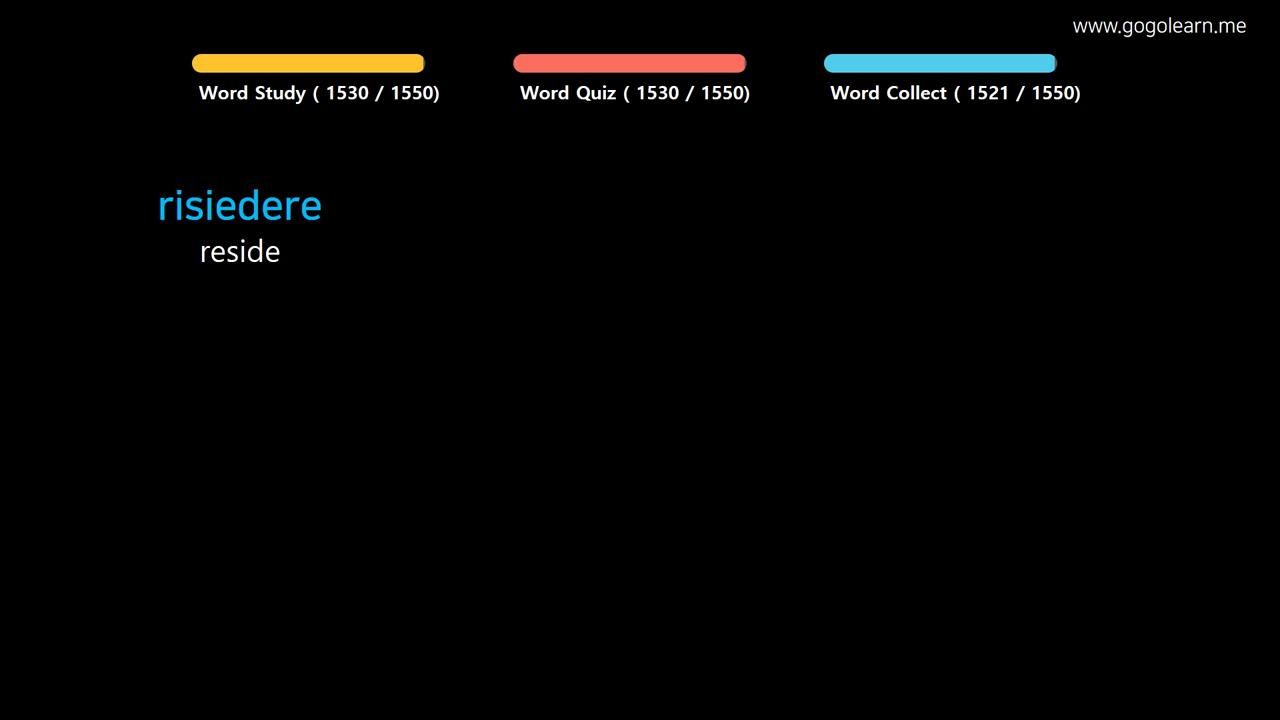 www.gogolearn.me
Word Study ( 1530 / 1550)
Word Quiz ( 1530 / 1550)
Word Collect ( 1521 / 1550)
risiedere
reside